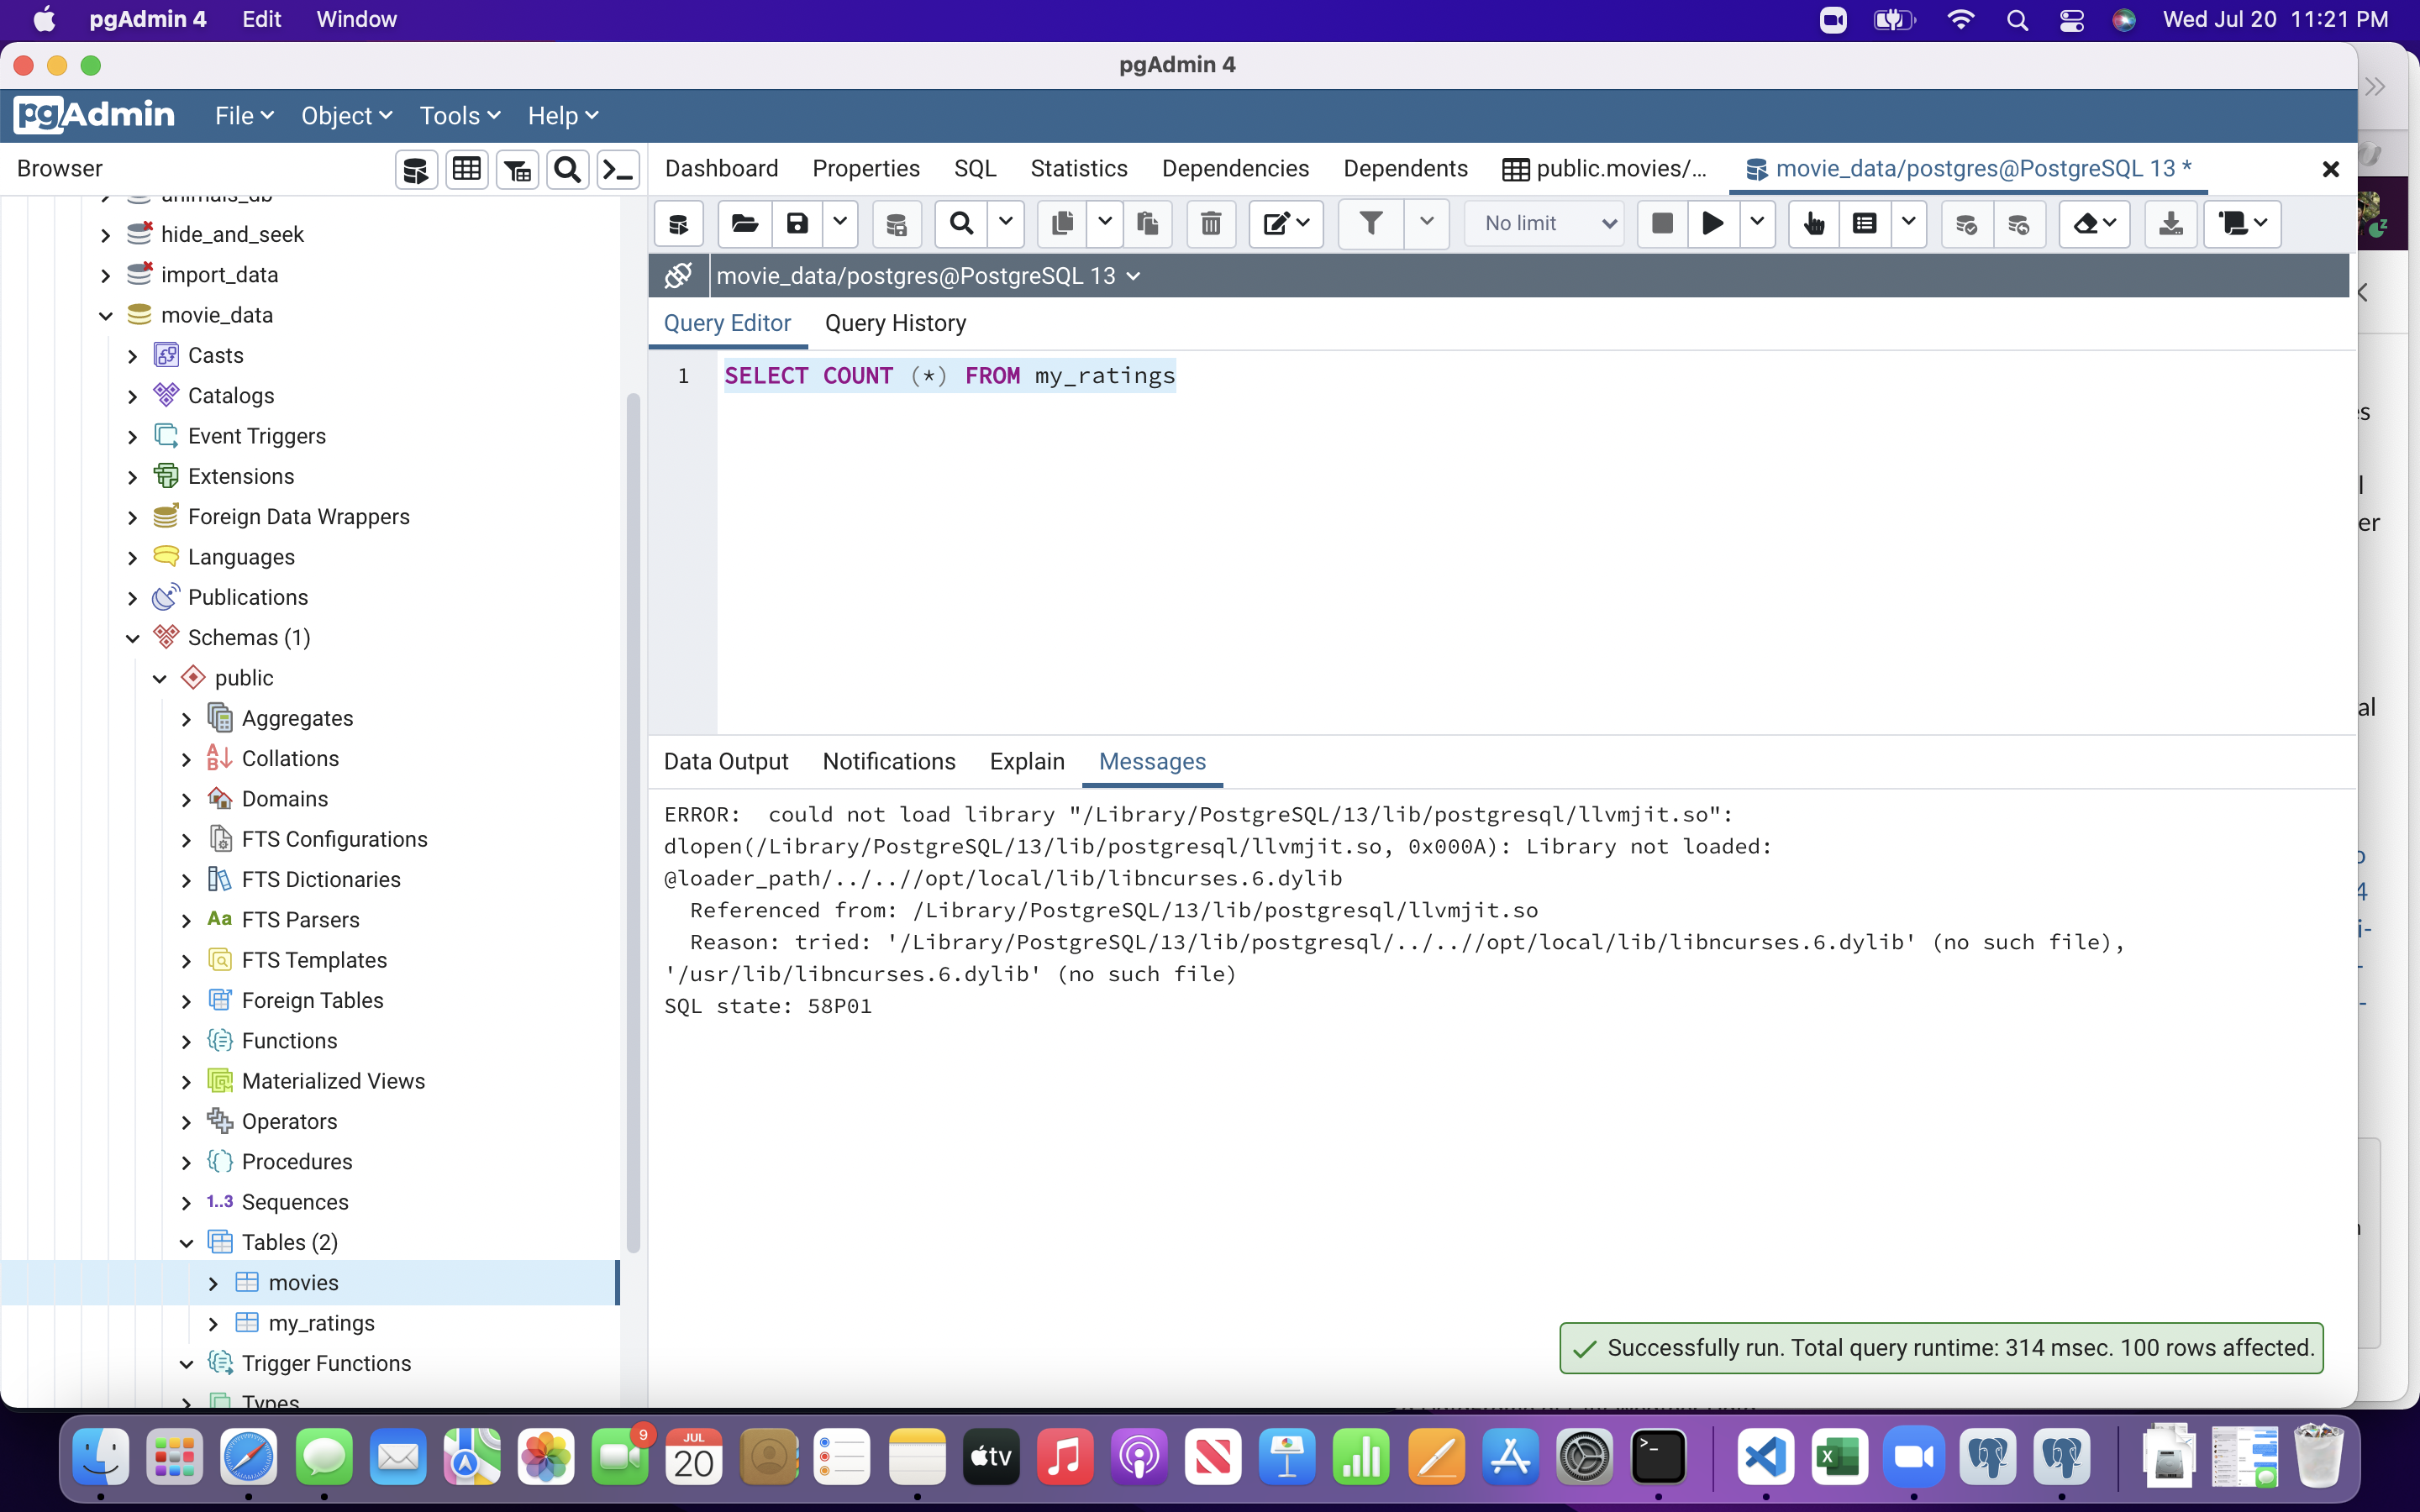 pgAdmin 4 Edit Window Wed Jul 20 11:21 PM
pgAdmin 4
pgAdmin File Object Tools Help
Browser
Dashboard Properties SQL Statistics Dependencies Dependents public.movies/... movie_data/postgres@PostgreSQL 13 *
animals_db
hide_and_seek
import_data
movie_data
Casts
Catalogs
Event Triggers
Extensions
Foreign Data Wrappers
Languages
Publications
Schemas (1)
public
Aggregates
Collations
Domains
FTS Configurations
FTS Dictionaries
Aa FTS Parsers
FTS Templates
Foreign Tables
Functions
Materialized Views
Operators
Procedures
1..3 Sequences
Tables (2)
movies
my_ratings
Trigger Functions
Types
No limit
movie_data/postgres@PostgreSQL 13
Query Editor Query History
1 SELECT COUNT (*) FROM my_ratings
Data Output Notifications Explain Messages
ERROR:  could not load library "/Library/PostgreSQL/13/lib/postgresql/llvmjit.so":
dlopen(/Library/PostgreSQL/13/lib/postgresql/llvmjit.so, 0x000A): Library not loaded:
@loader_path/../..//opt/local/lib/libncurses.6.dylib
Referenced from: /Library/PostgreSQL/13/lib/postgresql/llvmjit.so
Reason: tried: '/Library/PostgreSQL/13/lib/postgresql/../..//opt/local/lib/libncurses.6.dylib' (no such file),
'/usr/lib/libncurses.6.dylib' (no such file)
SQL state: 58P01
Successfully run. Total query runtime: 314 msec. 100 rows affected.
es
l
er
al
9
JUL
20
tv